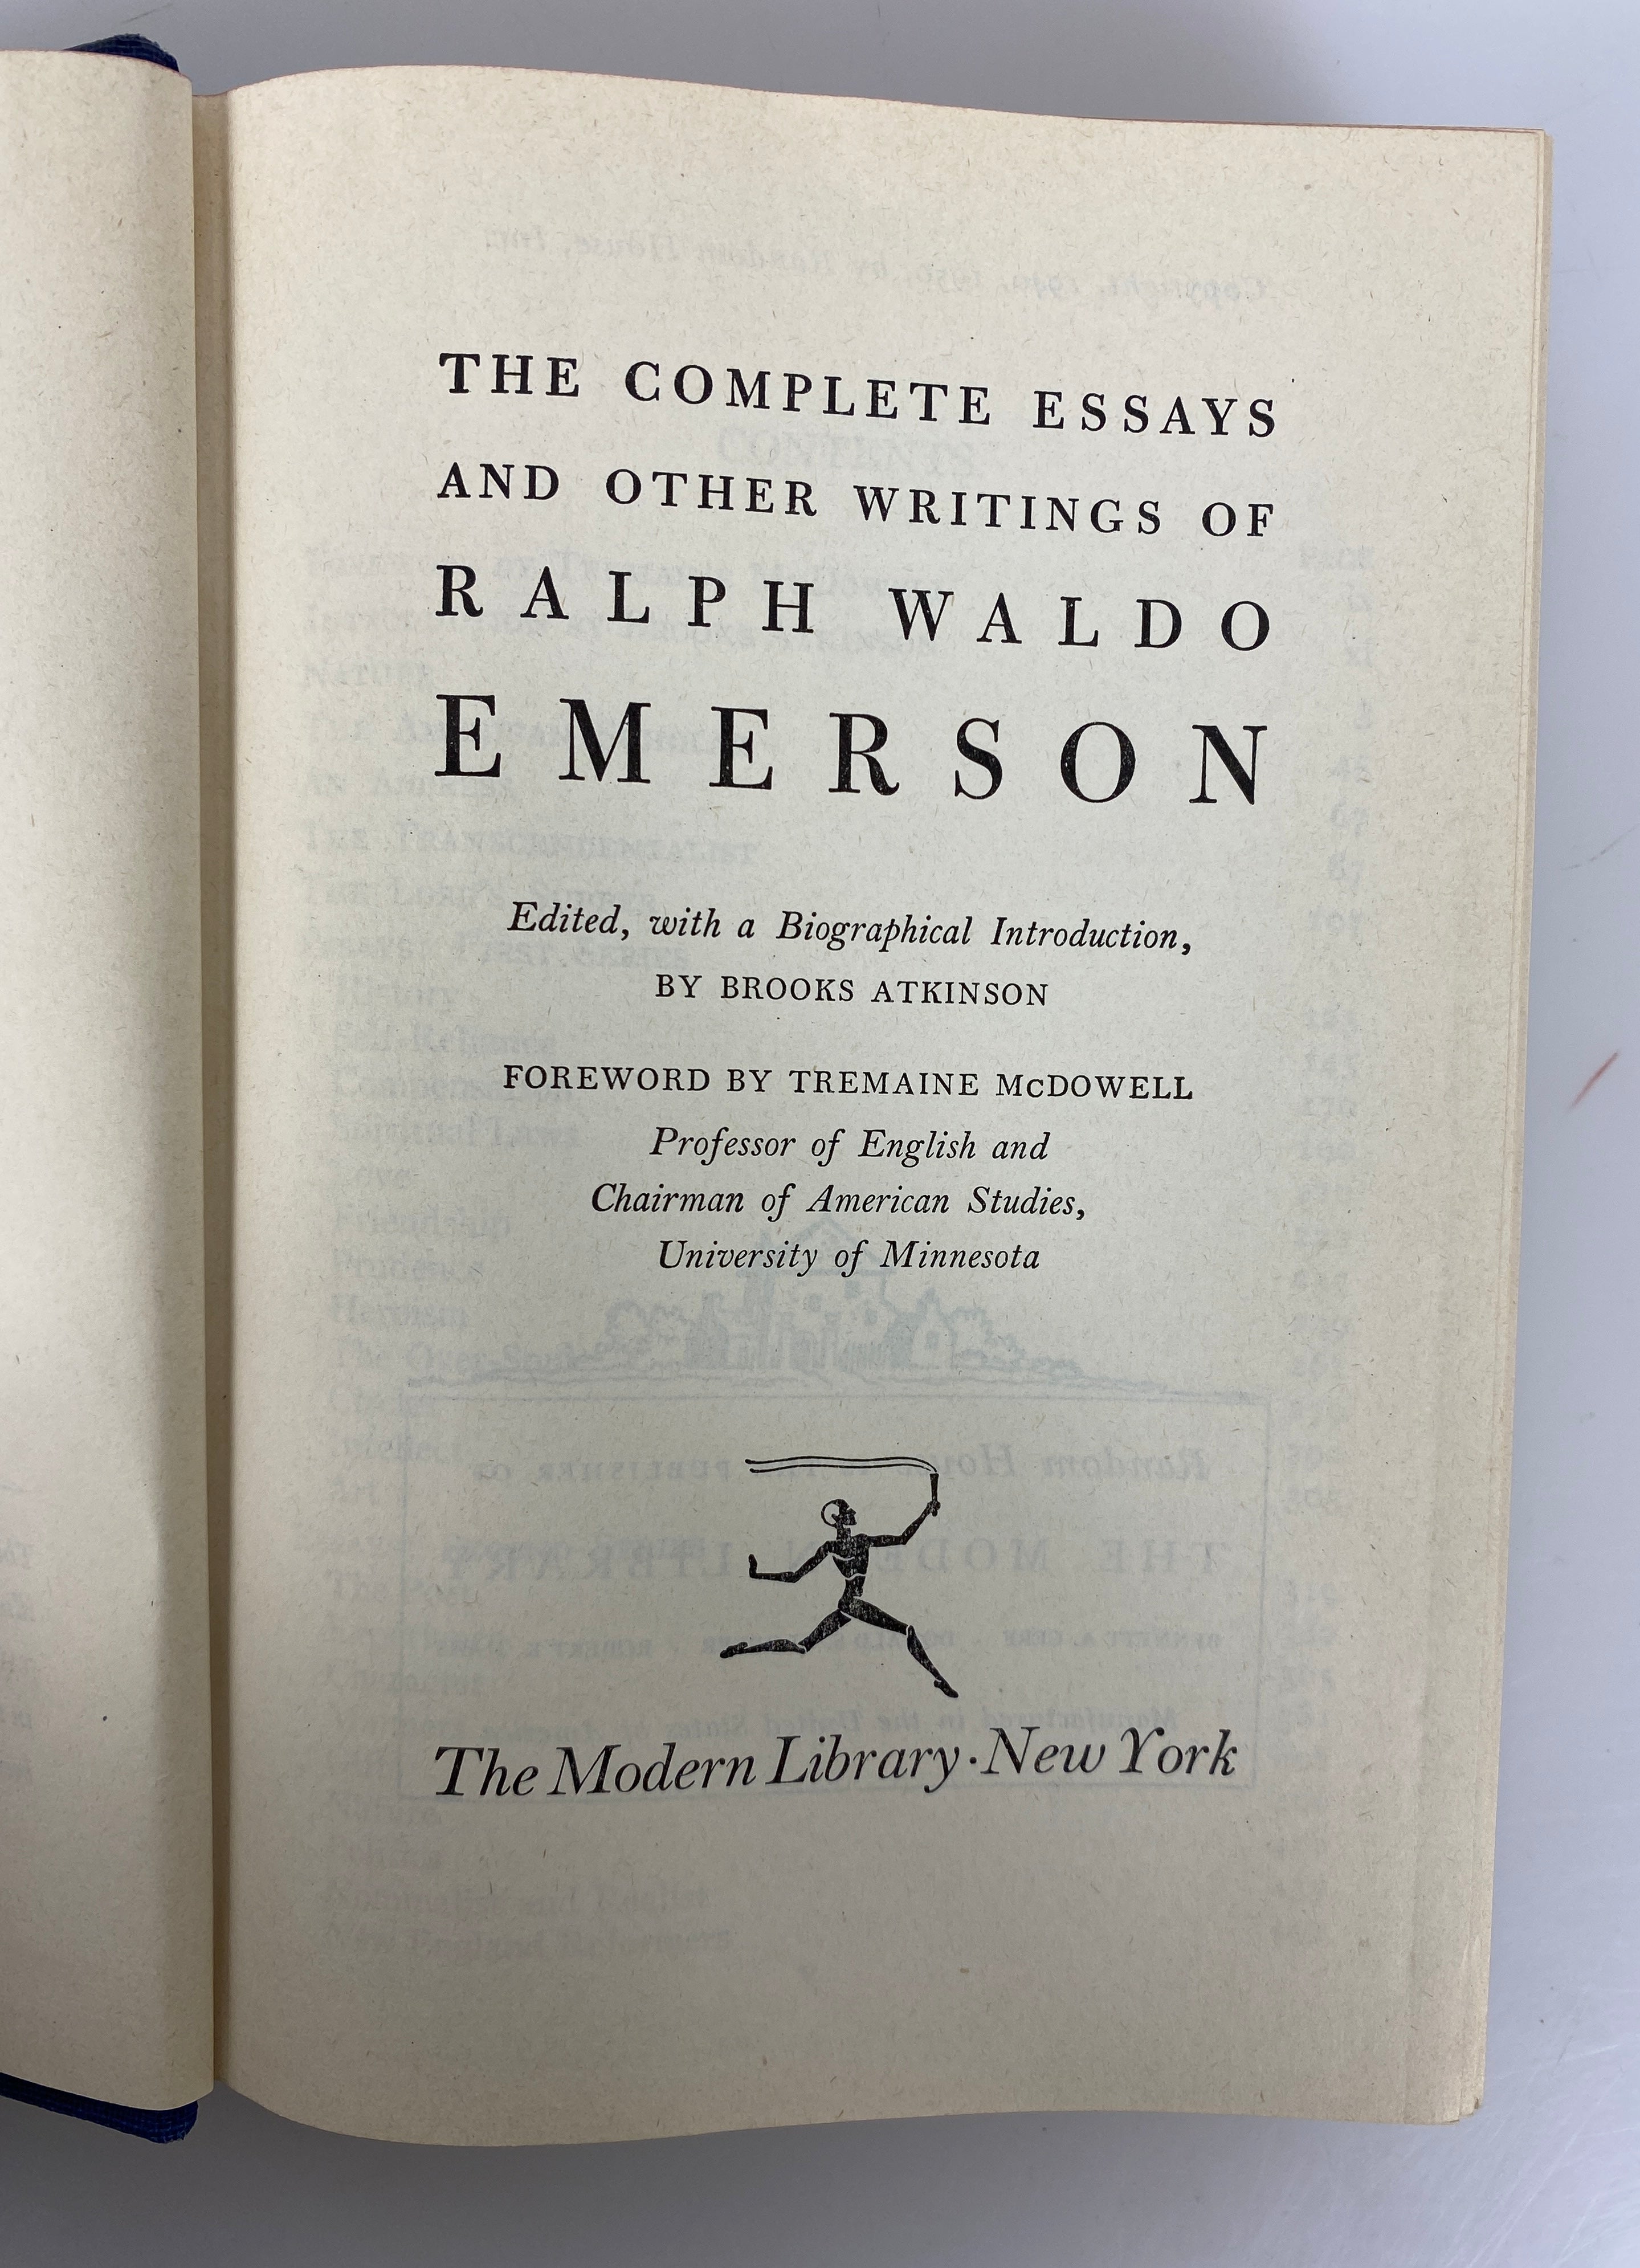 THE COMPLETE ESSAYS
AND OTHER WRITINGS OF
RALPH WALDO
EMERSON
Edited, with a Biographical Introduction,
BY BROOKS ATKINSON
FOREWORD BY TREMAINE McDOWELL
Professor of English and
Chairman of American Studies,
University of Minnesota
The Modern Library · New York